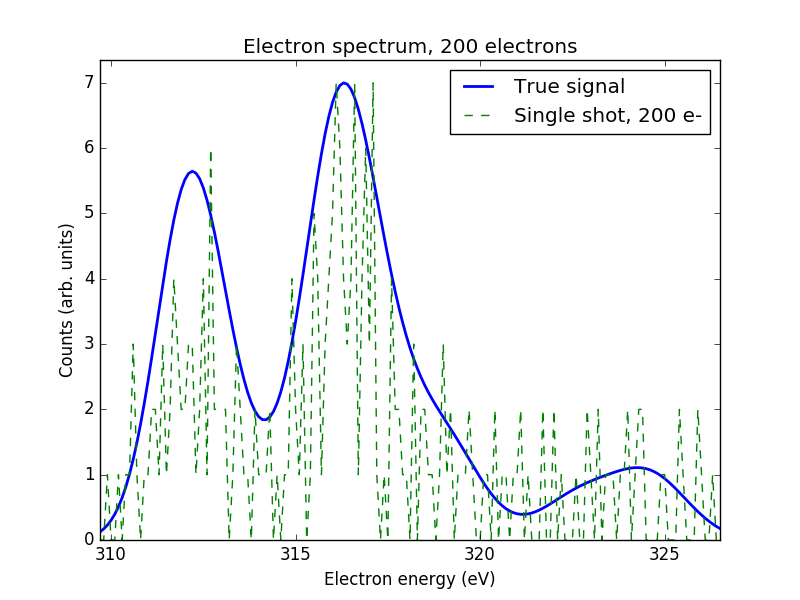 Electron spectrum, 200 electrons
True signal
Single shot, 200 e-
7
6
5
4
3
2
1
0
Counts (arb. units)
310 315 320 325
Electron energy (eV)